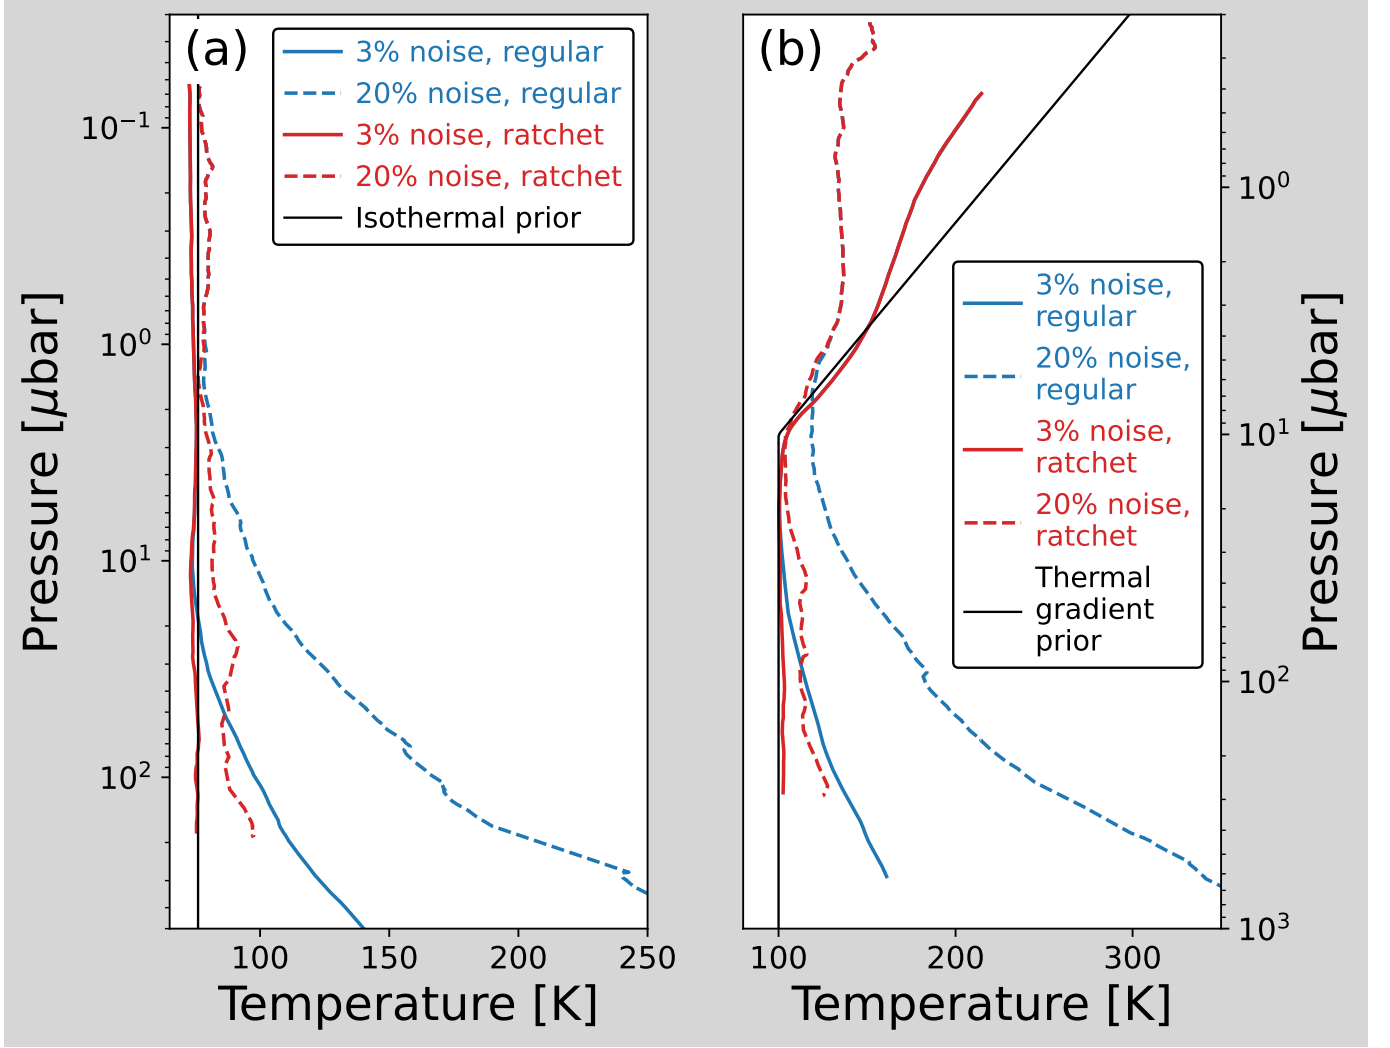 (a)
3% noise, regular
20% noise, regular
3% noise, ratchet
20% noise, ratchet
Isothermal prior
Pressure [μbar]
10⁻¹
10⁰
10¹
10²
100
150
200
250
Temperature [K]
(b)
3% noise,
regular
20% noise,
regular
3% noise,
ratchet
20% noise,
ratchet
Thermal
gradient
prior
10⁰
10¹
10²
10³
Pressure [μbar]
100
200
300
Temperature [K]